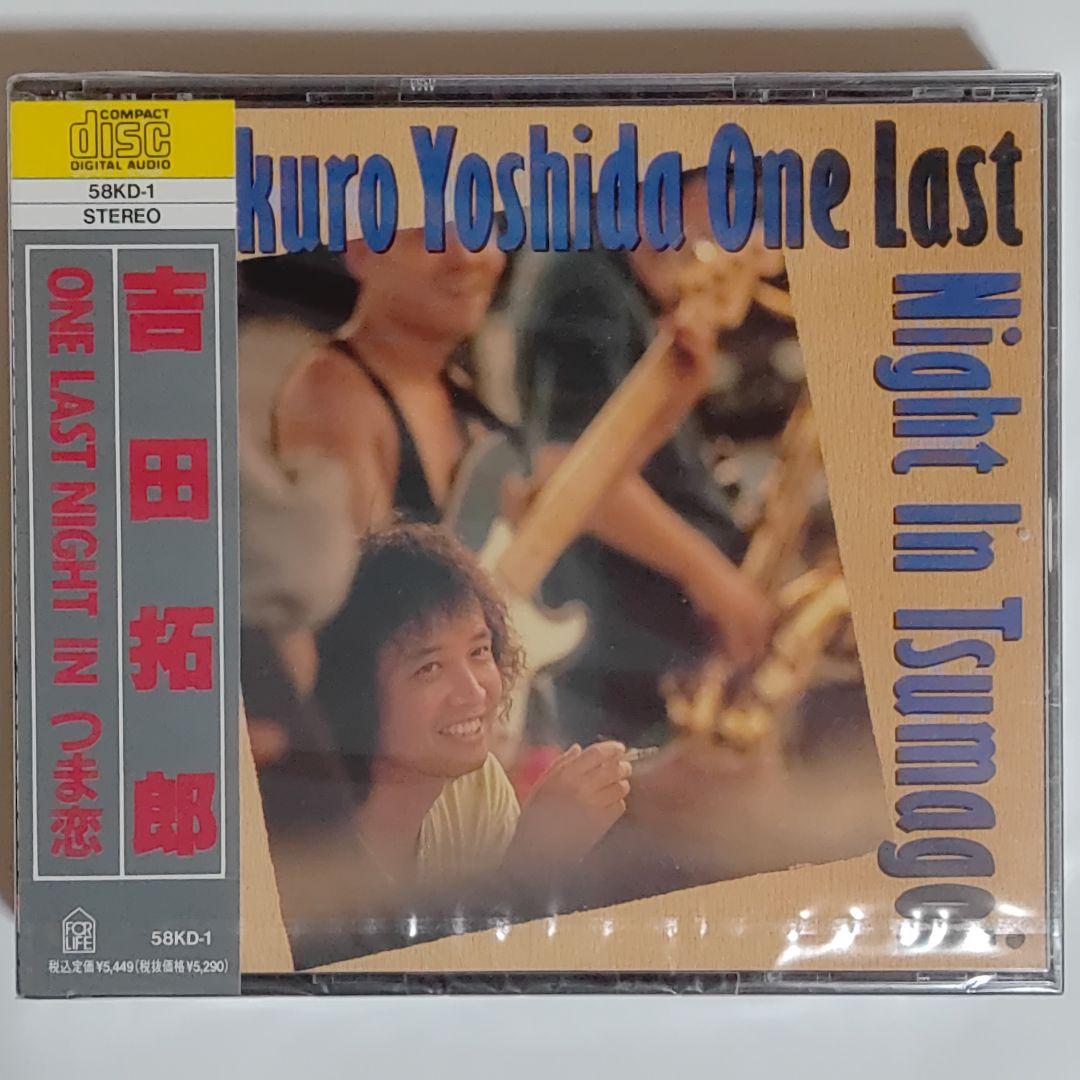 COMPACT
disc
DIGITAL AUDIO
58KD-1
STEREO
吉田拓郎
ONE LAST NIGHT IN つま恋
FOR
LIFE
58KD-1
税込定価¥5,449(税抜価格¥5,290)
kuro Yoshida One Last
Night In Tsumagoi